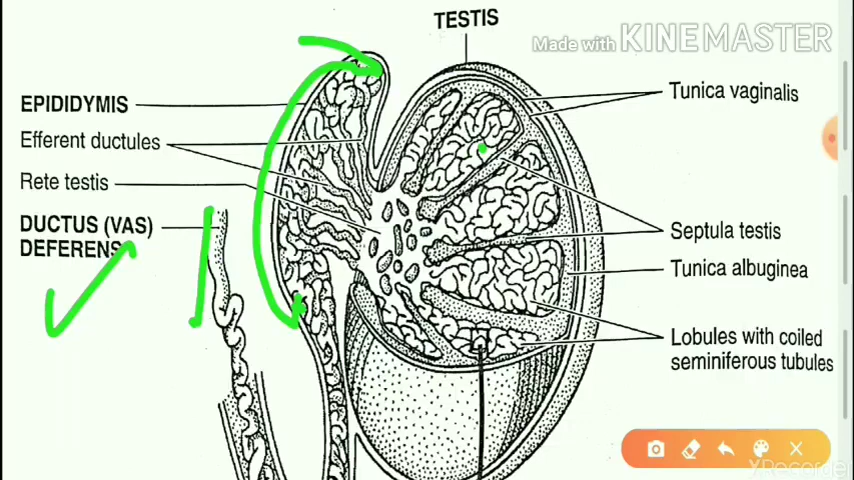 TESTIS
Made with KINEMASTER
EPIDIDYMIS
Efferent ductules
Rete testis
DUCTUS (VAS)
DEFERENS
Tunica vaginalis
Septula testis
Tunica albuginea
Lobules with coiled
seminiferous tubules
XRecorder